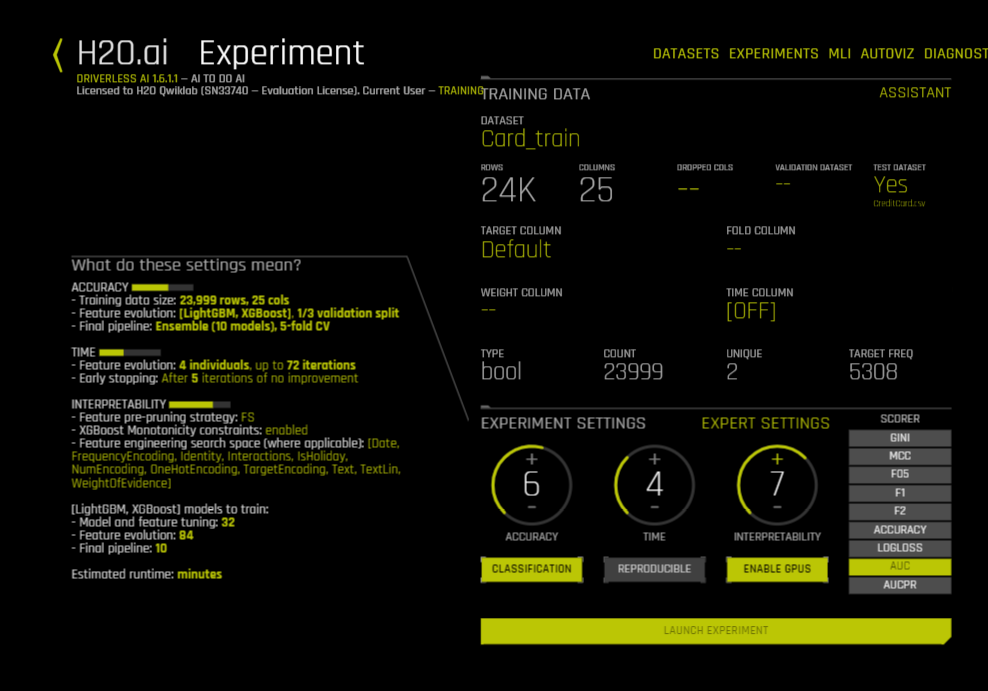 H2O.ai Experiment
DRIVERLESS AI 1.6.1.1 – AI TO DO AI
Licensed to H2O Qwiklab (SN33740 – Evaluation License). Current User – TRAINING
DATASETS EXPERIMENTS MLI AUTOVIZ DIAGNOST
TRAINING DATA
ASSISTANT
DATASET
Card_train
ROWS COLUMNS DROPPED COLS VALIDATION DATASET TEST DATASET
24K 25 -- -- Yes
CreditCard.csv
TARGET COLUMN FOLD COLUMN
Default --
WEIGHT COLUMN TIME COLUMN
-- [OFF]
TYPE COUNT UNIQUE TARGET FREQ
bool 23999 2 5308
What do these settings mean?
ACCURACY
- Training data size: 23,999 rows, 25 cols
- Feature evolution: [LightGBM, XGBoost], 1/3 validation split
- Final pipeline: Ensemble (10 models), 5-fold CV
TIME
- Feature evolution: 4 individuals, up to 72 iterations
- Early stopping: After 5 iterations of no improvement
INTERPRETABILITY
- Feature pre-pruning strategy: FS
- XGBoost Monotonicity constraints: enabled
- Feature engineering search space (where applicable): [Date,
FrequencyEncoding, Identity, Interactions, IsHoliday,
NumEncoding, OneHotEncoding, TargetEncoding, Text, TextLin,
WeightOfEvidence]
[LightGBM, XGBoost] models to train:
- Model and feature tuning: 32
- Feature evolution: 84
- Final pipeline: 10
Estimated runtime: minutes
EXPERIMENT SETTINGS EXPERT SETTINGS
+ + +
6 4 7
- - -
ACCURACY TIME INTERPRETABILITY
CLASSIFICATION REPRODUCIBLE ENABLE GPUS
SCORER
GINI
MCC
F05
F1
F2
ACCURACY
LOGLOSS
AUC
AUCPR
LAUNCH EXPERIMENT